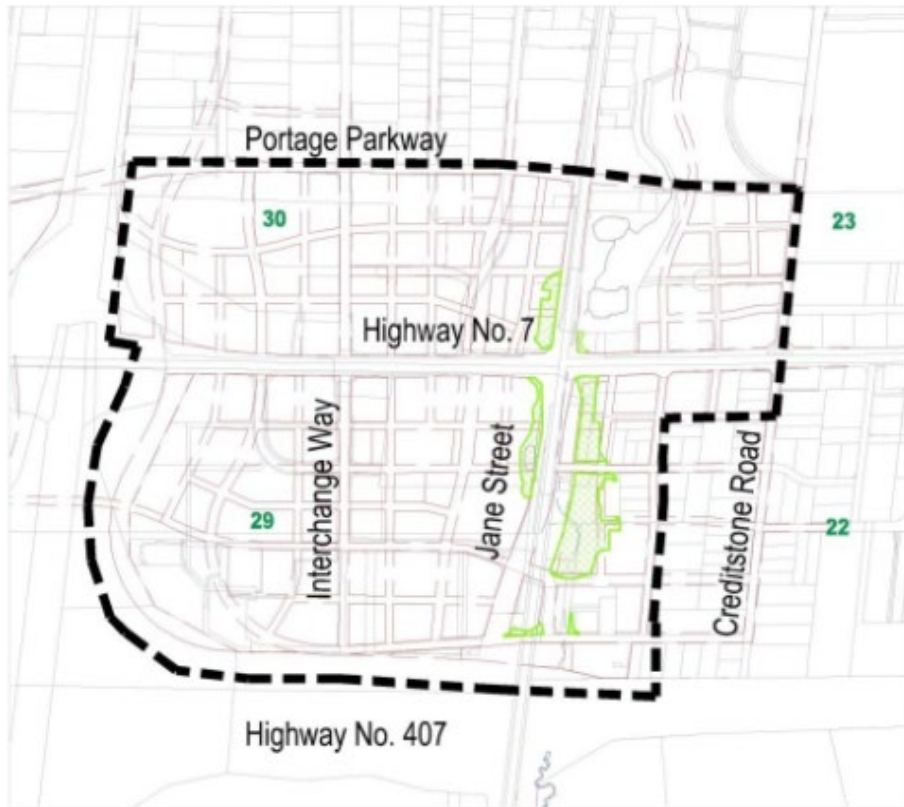 Portage Parkway
30
23
Highway No. 7
Interchange Way
Jane Street
29
22
Creditstone Road
Highway No. 407